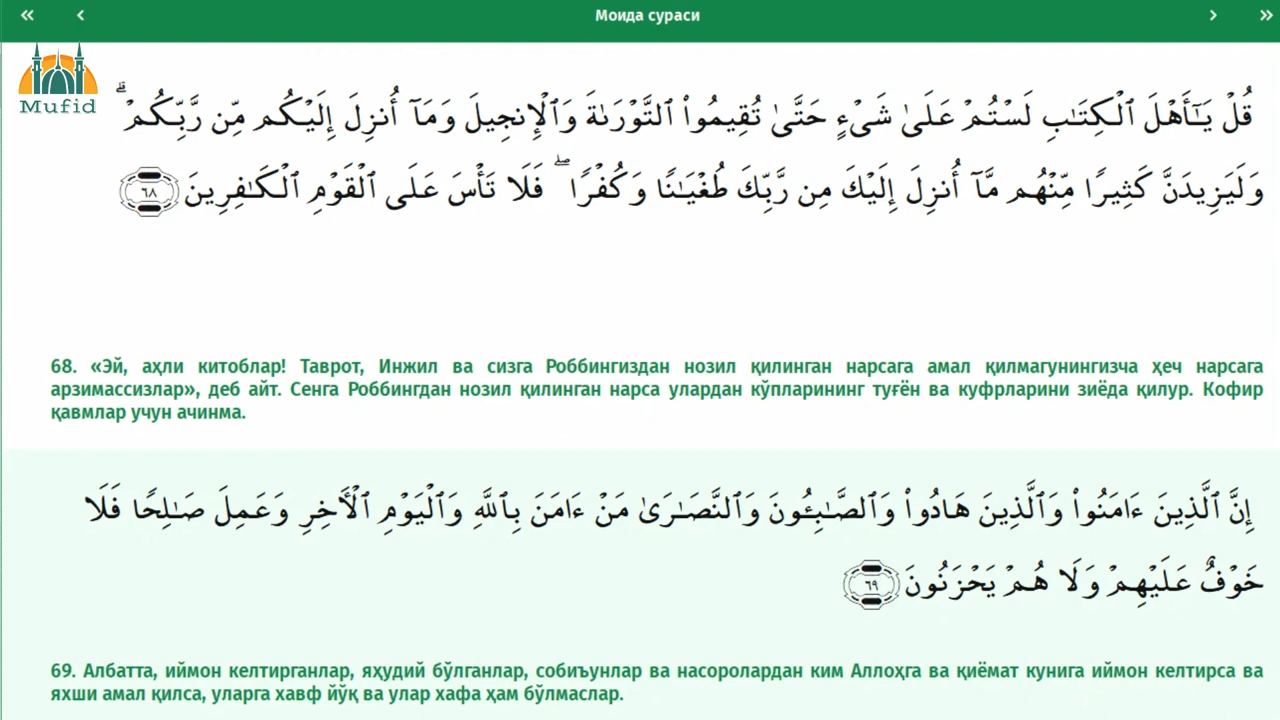 Моида сураси
Mufid
قُلْ يَـٰٓأَهْلَ ٱلْكِتَـٰبِ لَسْتُمْ عَلَىٰ شَىْءٍ حَتَّىٰ تُقِيمُوا۟ ٱلتَّوْرَىٰةَ وَٱلْإِنجِيلَ وَمَآ أُنزِلَ إِلَيْكُم مِّن رَّبِّكُمْ ۗ
وَلَيَزِيدَنَّ كَثِيرًا مِّنْهُم مَّآ أُنزِلَ إِلَيْكَ مِن رَّبِّكَ طُغْيَـٰنًا وَكُفْرًا ۖ فَلَا تَأْسَ عَلَى ٱلْقَوْمِ ٱلْكَـٰفِرِينَ ٦٨
68. «Эй, аҳли китоблар! Таврот, Инжил ва сизга Роббингиздан нозил қилинган нарсага амал қилмагунингизча ҳеч нарсага
арзимассизлар», деб айт. Сенга Роббингдан нозил қилинган нарса улардан кўпларининг туғён ва куфрларини зиёда қилур. Кофир
қавмлар учун ачинма.
إِنَّ ٱلَّذِينَ ءَامَنُوا۟ وَٱلَّذِينَ هَادُوا۟ وَٱلصَّـٰبِـُٔونَ وَٱلنَّصَـٰرَىٰ مَنْ ءَامَنَ بِٱللَّهِ وَٱلْيَوْمِ ٱلْـَٔاخِرِ وَعَمِلَ صَـٰلِحًا فَلَا
خَوْفٌ عَلَيْهِمْ وَلَا هُمْ يَحْزَنُونَ ٦٩
69. Албатта, иймон келтирганлар, яҳудий бўлганлар, собиъунлар ва насоролардан ким Аллоҳга ва қиёмат кунига иймон келтирса ва
яхши амал қилса, уларга хавф йўқ ва улар хафа ҳам бўлмаслар.